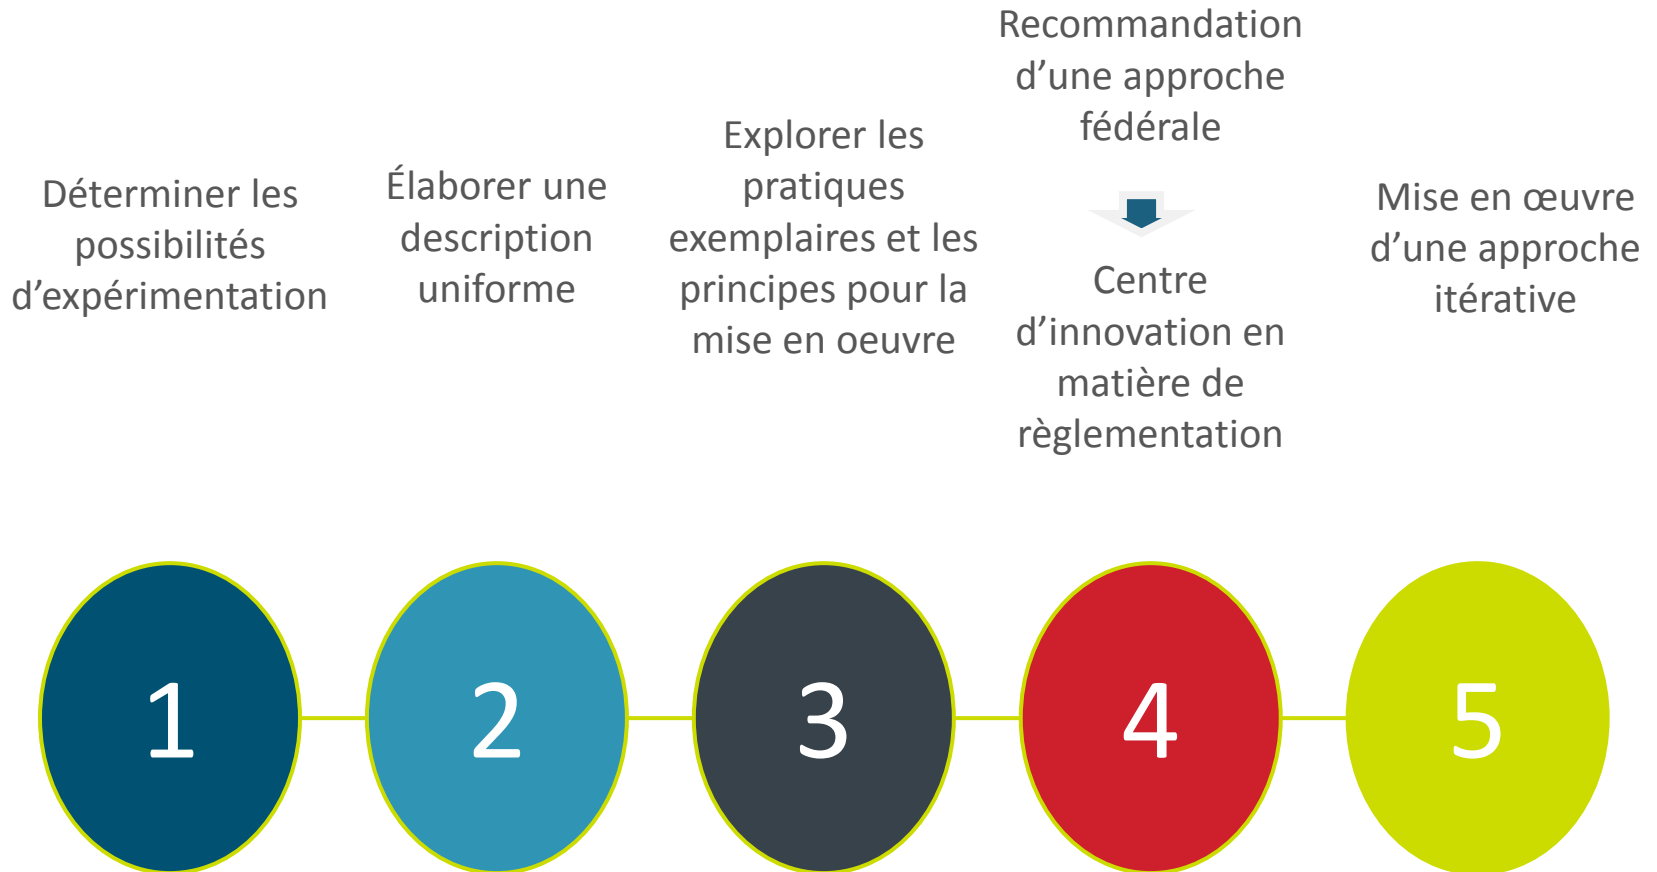 Déterminer les
possibilités
d’expérimentation
Élaborer une
description
uniforme
Explorer les
pratiques
exemplaires et les
principes pour la
mise en oeuvre
Recommandation
d’une approche
fédérale
Centre
d’innovation en
matière de
règlementation
Mise en œuvre
d’une approche
itérative
1
2
3
4
5